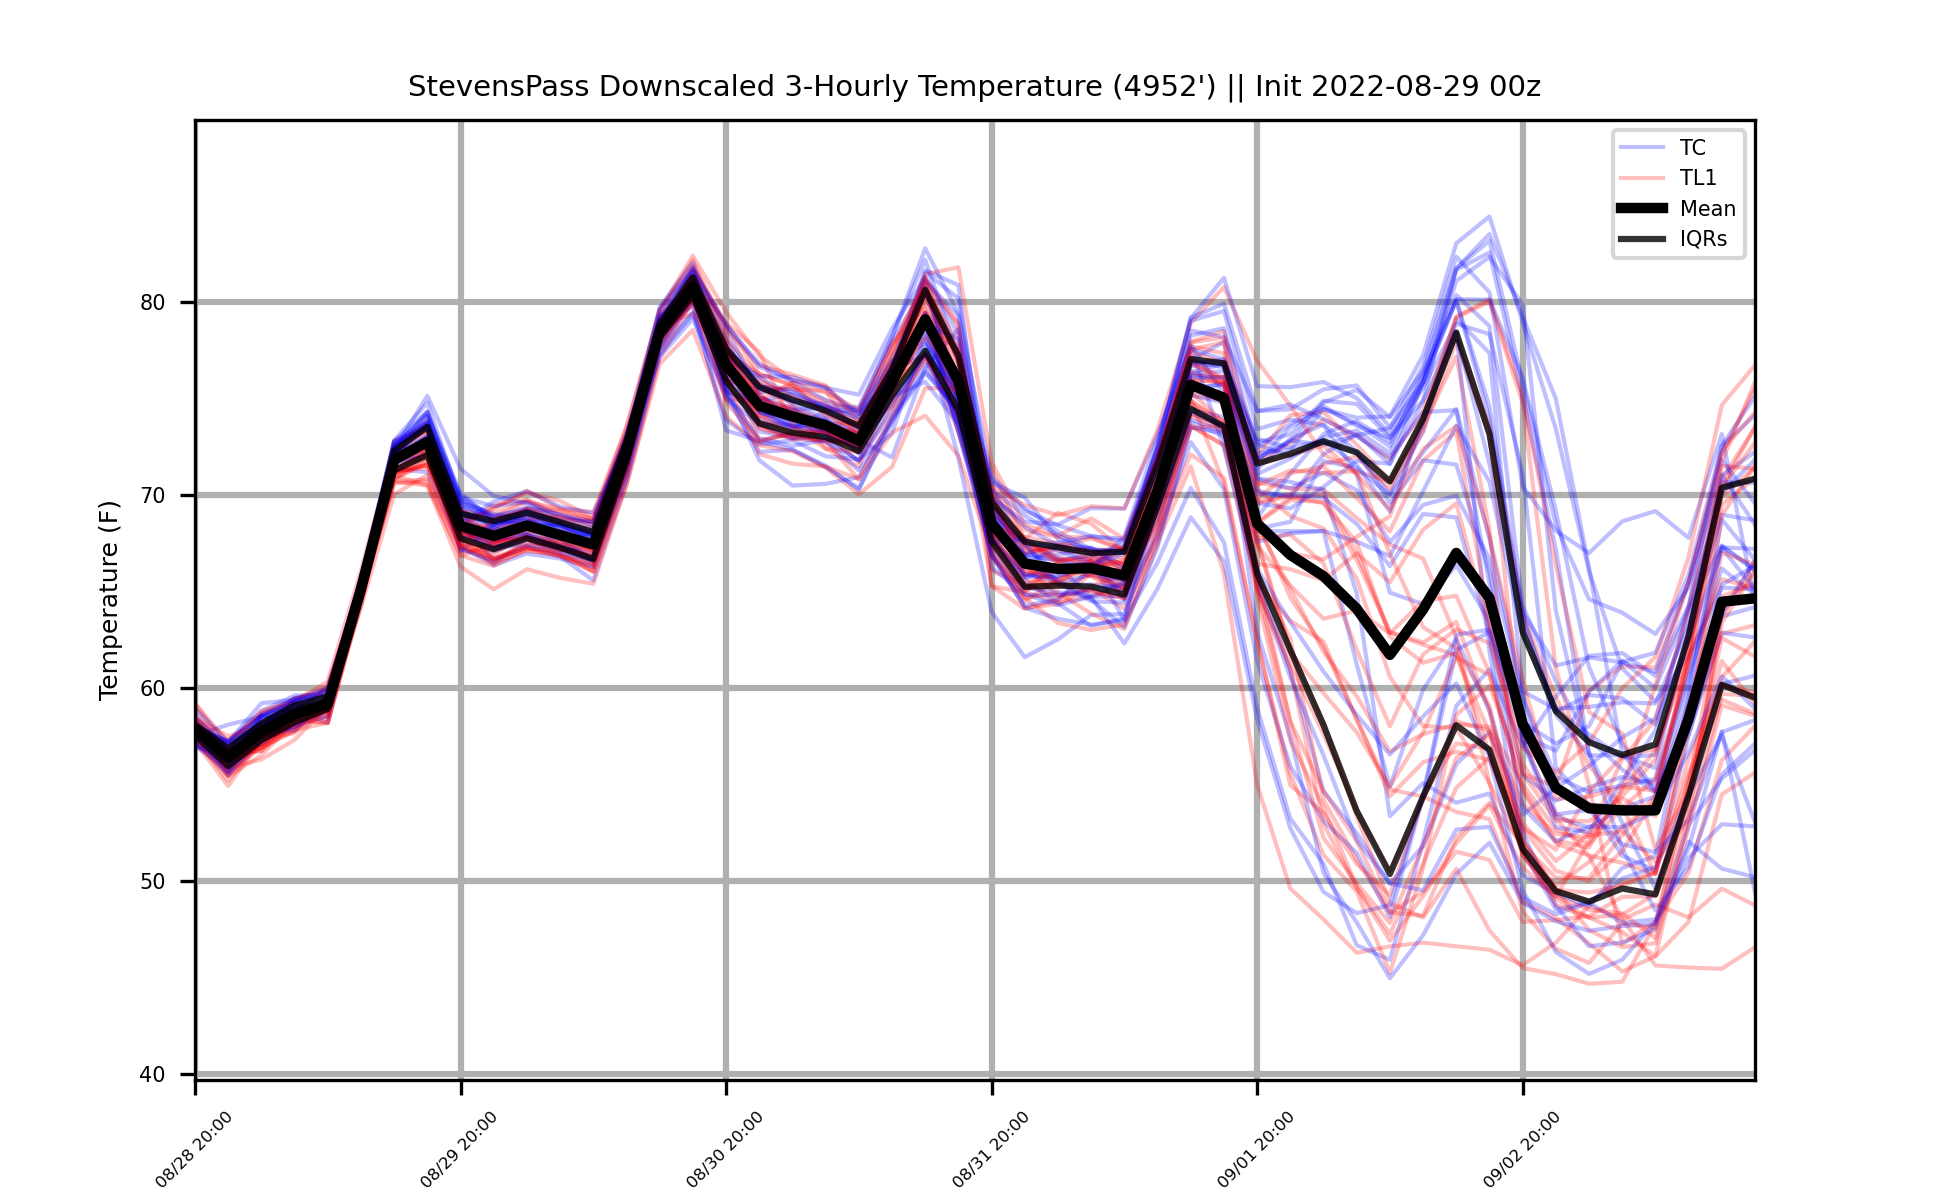 StevensPass Downscaled 3-Hourly Temperature (4952') || Init 2022-08-29 00z
TC
TL1
Mean
IQRs
Temperature (F)
80
70
60
50
40
08/28 20:00
08/29 20:00
08/30 20:00
08/31 20:00
09/01 20:00
09/02 20:00